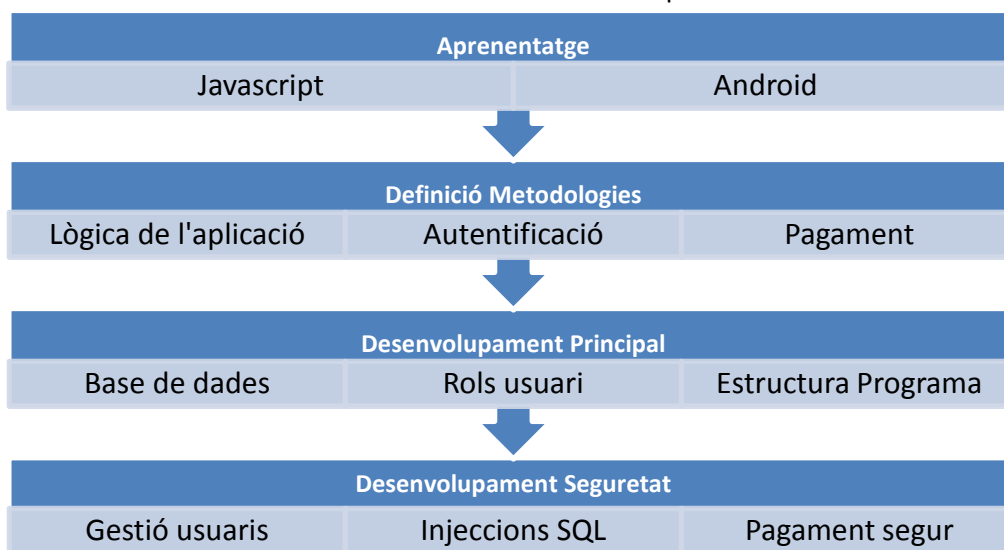 Aprenentatge
Javascript Android
Definició Metodologies
Lògica de l'aplicació Autentificació Pagament
Desenvolupament Principal
Base de dades Rols usuari Estructura Programa
Desenvolupament Seguretat
Gestió usuaris Injeccions SQL Pagament segur